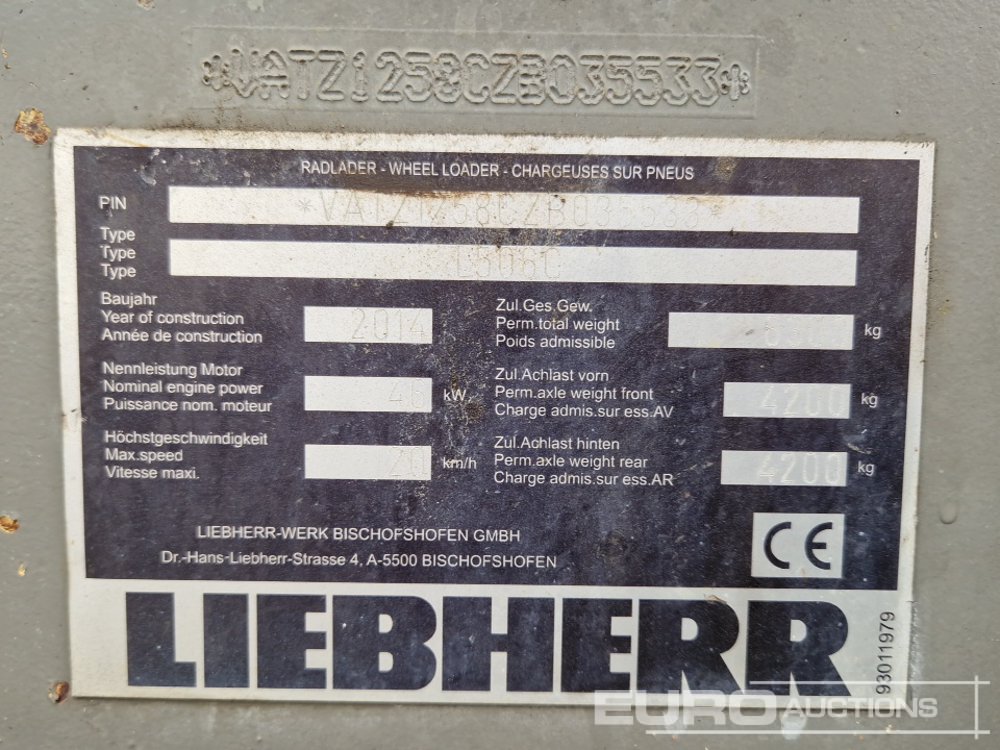 *VATZ1258CZB035533*
RADLADER - WHEEL LOADER - CHARGEUSES SUR PNEUS
PIN *VATZ1258CZB035533*
Type
Type L506C
Type
Baujahr
Year of construction 2014
Année de construction
Zul.Ges.Gew.
Perm.total weight kg
Poids admissible
Nennleistung Motor
Nominal engine power 46 kW
Puissance nom. moteur
Zul.Achlast vorn
Perm.axle weight front 4200 kg
Charge admis.sur ess.AV
Höchstgeschwindigkeit
Max.speed 20 km/h
Vitesse maxi.
Zul.Achlast hinten
Perm.axle weight rear 4200 kg
Charge admis.sur ess.AR
LIEBHERR-WERK BISCHOFSHOFEN GMBH
Dr.-Hans-Liebherr-Strasse 4, A-5500 BISCHOFSHOFEN
CE
LIEBHERR
93011979
EURO AUCTIONS